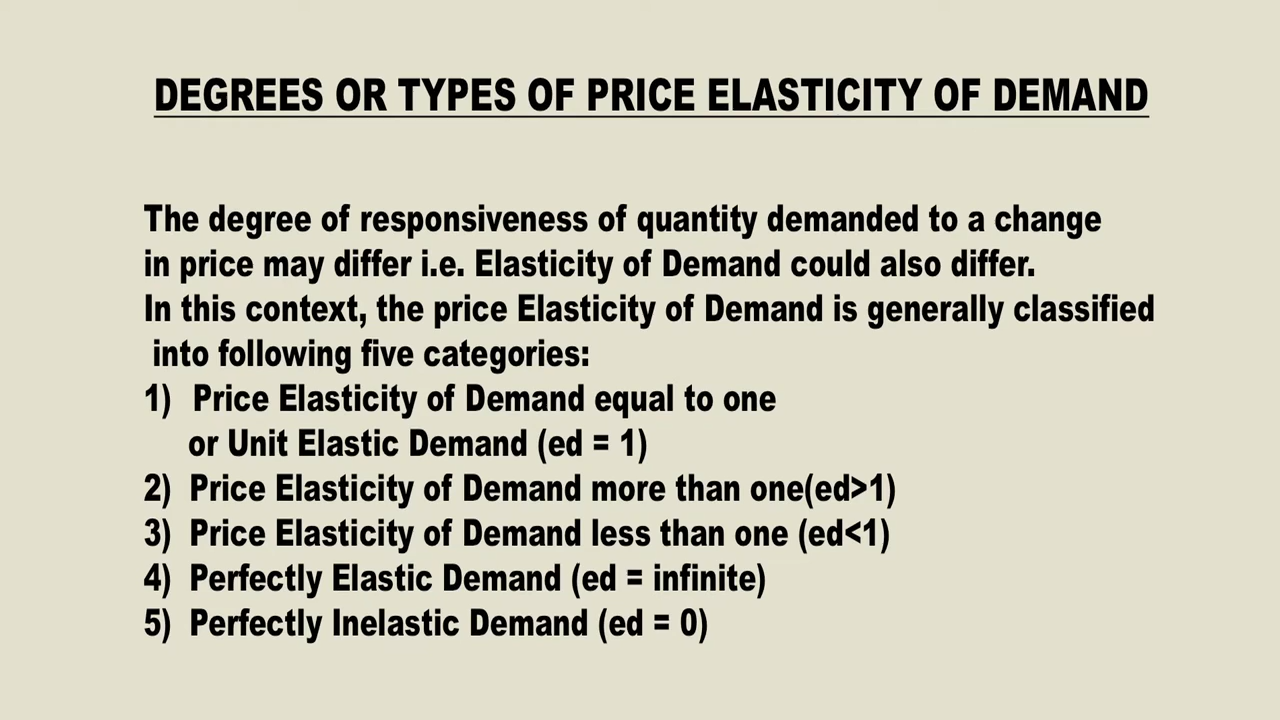 DEGREES OR TYPES OF PRICE ELASTICITY OF DEMAND
The degree of responsiveness of quantity demanded to a change
in price may differ i.e. Elasticity of Demand could also differ.
In this context, the price Elasticity of Demand is generally classified
into following five categories:
1) Price Elasticity of Demand equal to one
or Unit Elastic Demand (ed = 1)
2) Price Elasticity of Demand more than one(ed>1)
3) Price Elasticity of Demand less than one (ed<1)
4) Perfectly Elastic Demand (ed = infinite)
5) Perfectly Inelastic Demand (ed = 0)